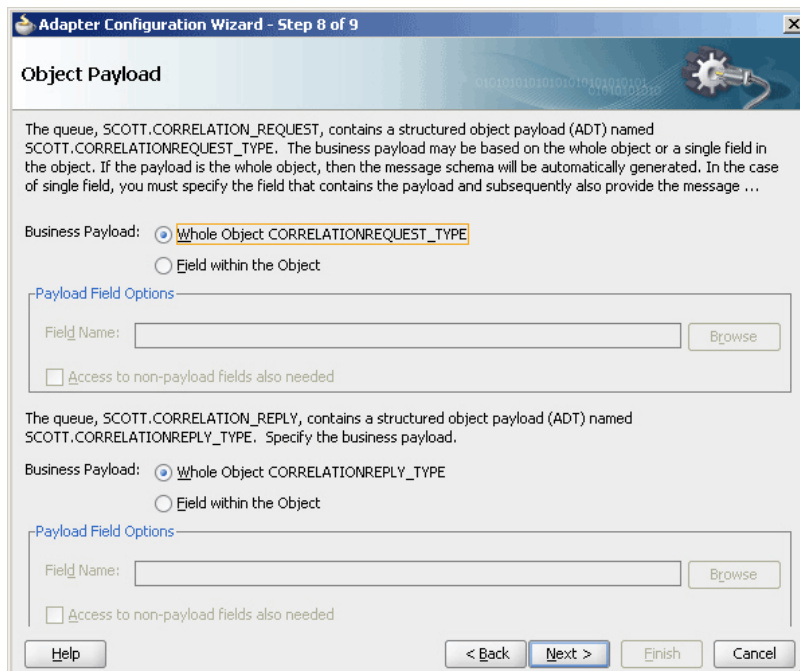 Adapter Configuration Wizard - Step 8 of 9
Object Payload
The queue, SCOTT.CORRELATION_REQUEST, contains a structured object payload (ADT) named
SCOTT.CORRELATIONREQUEST_TYPE. The business payload may be based on the whole object or a single field in
the object. If the payload is the whole object, then the message schema will be automatically generated. In the case
of single field, you must specify the field that contains the payload and subsequently also provide the message ...
Business Payload: Whole Object CORRELATIONREQUEST_TYPE
Field within the Object
Payload Field Options
Field Name: Browse
Access to non-payload fields also needed
The queue, SCOTT.CORRELATION_REPLY, contains a structured object payload (ADT) named
SCOTT.CORRELATIONREPLY_TYPE. Specify the business payload.
Business Payload: Whole Object CORRELATIONREPLY_TYPE
Field within the Object
Payload Field Options
Field Name: Browse
Access to non-payload fields also needed
Help < Back Next > Finish Cancel